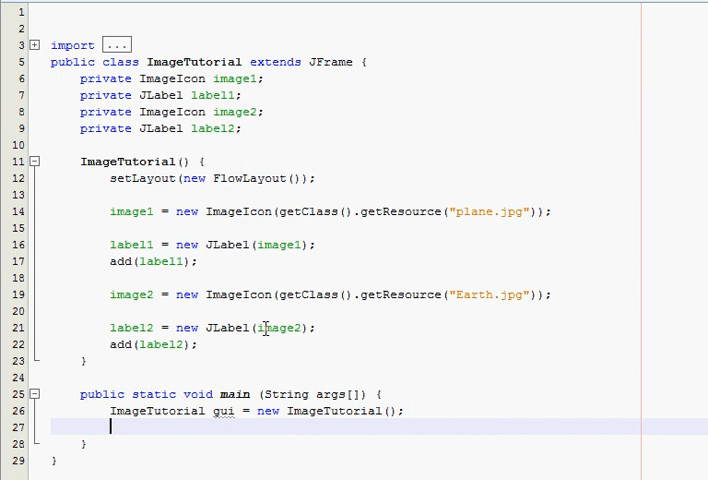 1
2
3 import ...
5 public class ImageTutorial extends JFrame {
6 private ImageIcon image1;
7 private JLabel label1;
8 private ImageIcon image2;
9 private JLabel label2;
10
11 ImageTutorial() {
12 setLayout(new FlowLayout());
13
14 image1 = new ImageIcon(getClass().getResource("plane.jpg"));
15
16 label1 = new JLabel(image1);
17 add(label1);
18
19 image2 = new ImageIcon(getClass().getResource("Earth.jpg"));
20
21 label2 = new JLabel(image2);
22 add(label2);
23 }
24
25 public static void main (String args[]) {
26 ImageTutorial gui = new ImageTutorial();
27
28 }
29 }